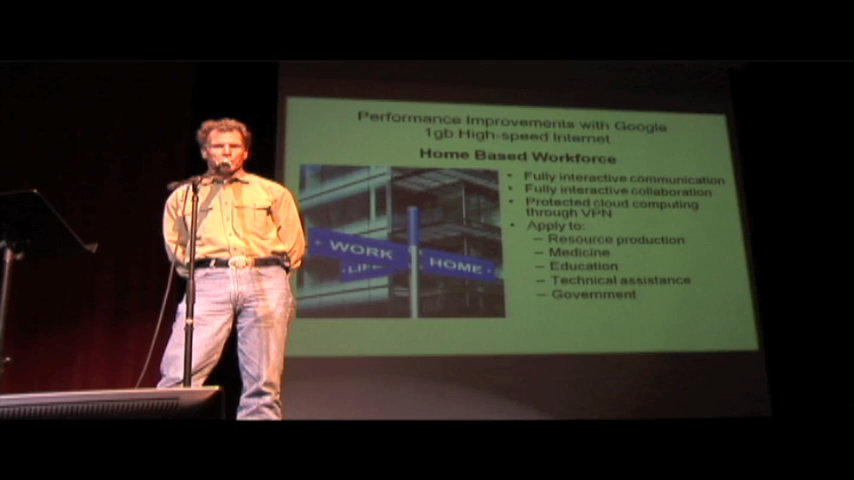 Performance Improvements with Google
1gb High-speed Internet
Home Based Workforce
• Fully interactive communication
• Fully interactive collaboration
• Protected cloud computing
through VPN
• Apply to:
– Resource production
– Medicine
– Education
– Technical assistance
– Government
WORK
LIFE
HOME